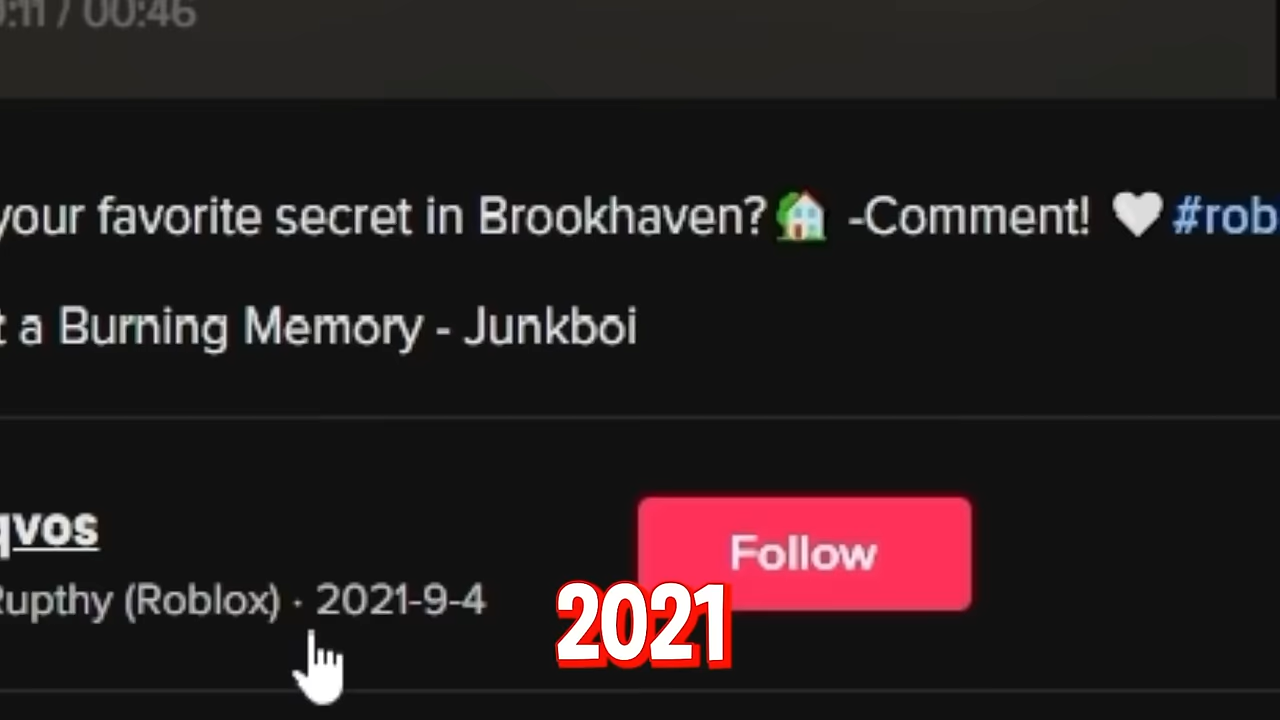 0:11 / 00:46
your favorite secret in Brookhaven? -Comment! #rob
t a Burning Memory - Junkboi
qvos
Follow
Rupthy (Roblox) · 2021-9-4
2021